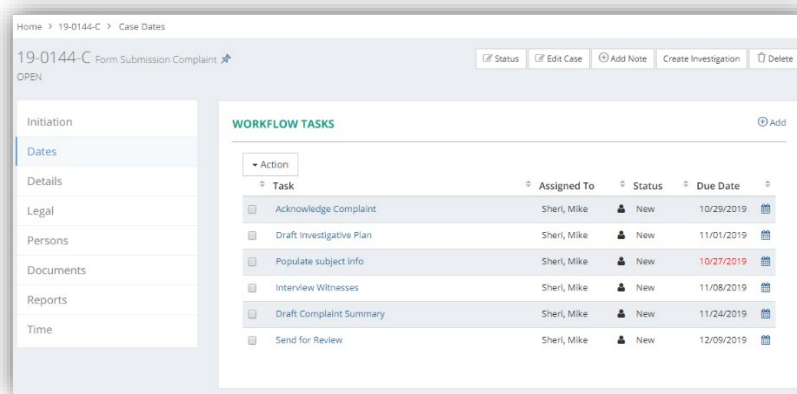 Home > 19-0144-C > Case Dates
19-0144-C Form Submission Complaint
OPEN
Status Edit Case Add Note Create Investigation Delete
Initiation
Dates
Details
Legal
Persons
Documents
Reports
Time
WORKFLOW TASKS Add
Action
Task Assigned To Status Due Date
Acknowledge Complaint Sheri, Mike New 10/29/2019
Draft Investigative Plan Sheri, Mike New 11/01/2019
Populate subject info Sheri, Mike New 10/27/2019
Interview Witnesses Sheri, Mike New 11/08/2019
Draft Complaint Summary Sheri, Mike New 11/24/2019
Send for Review Sheri, Mike New 12/09/2019